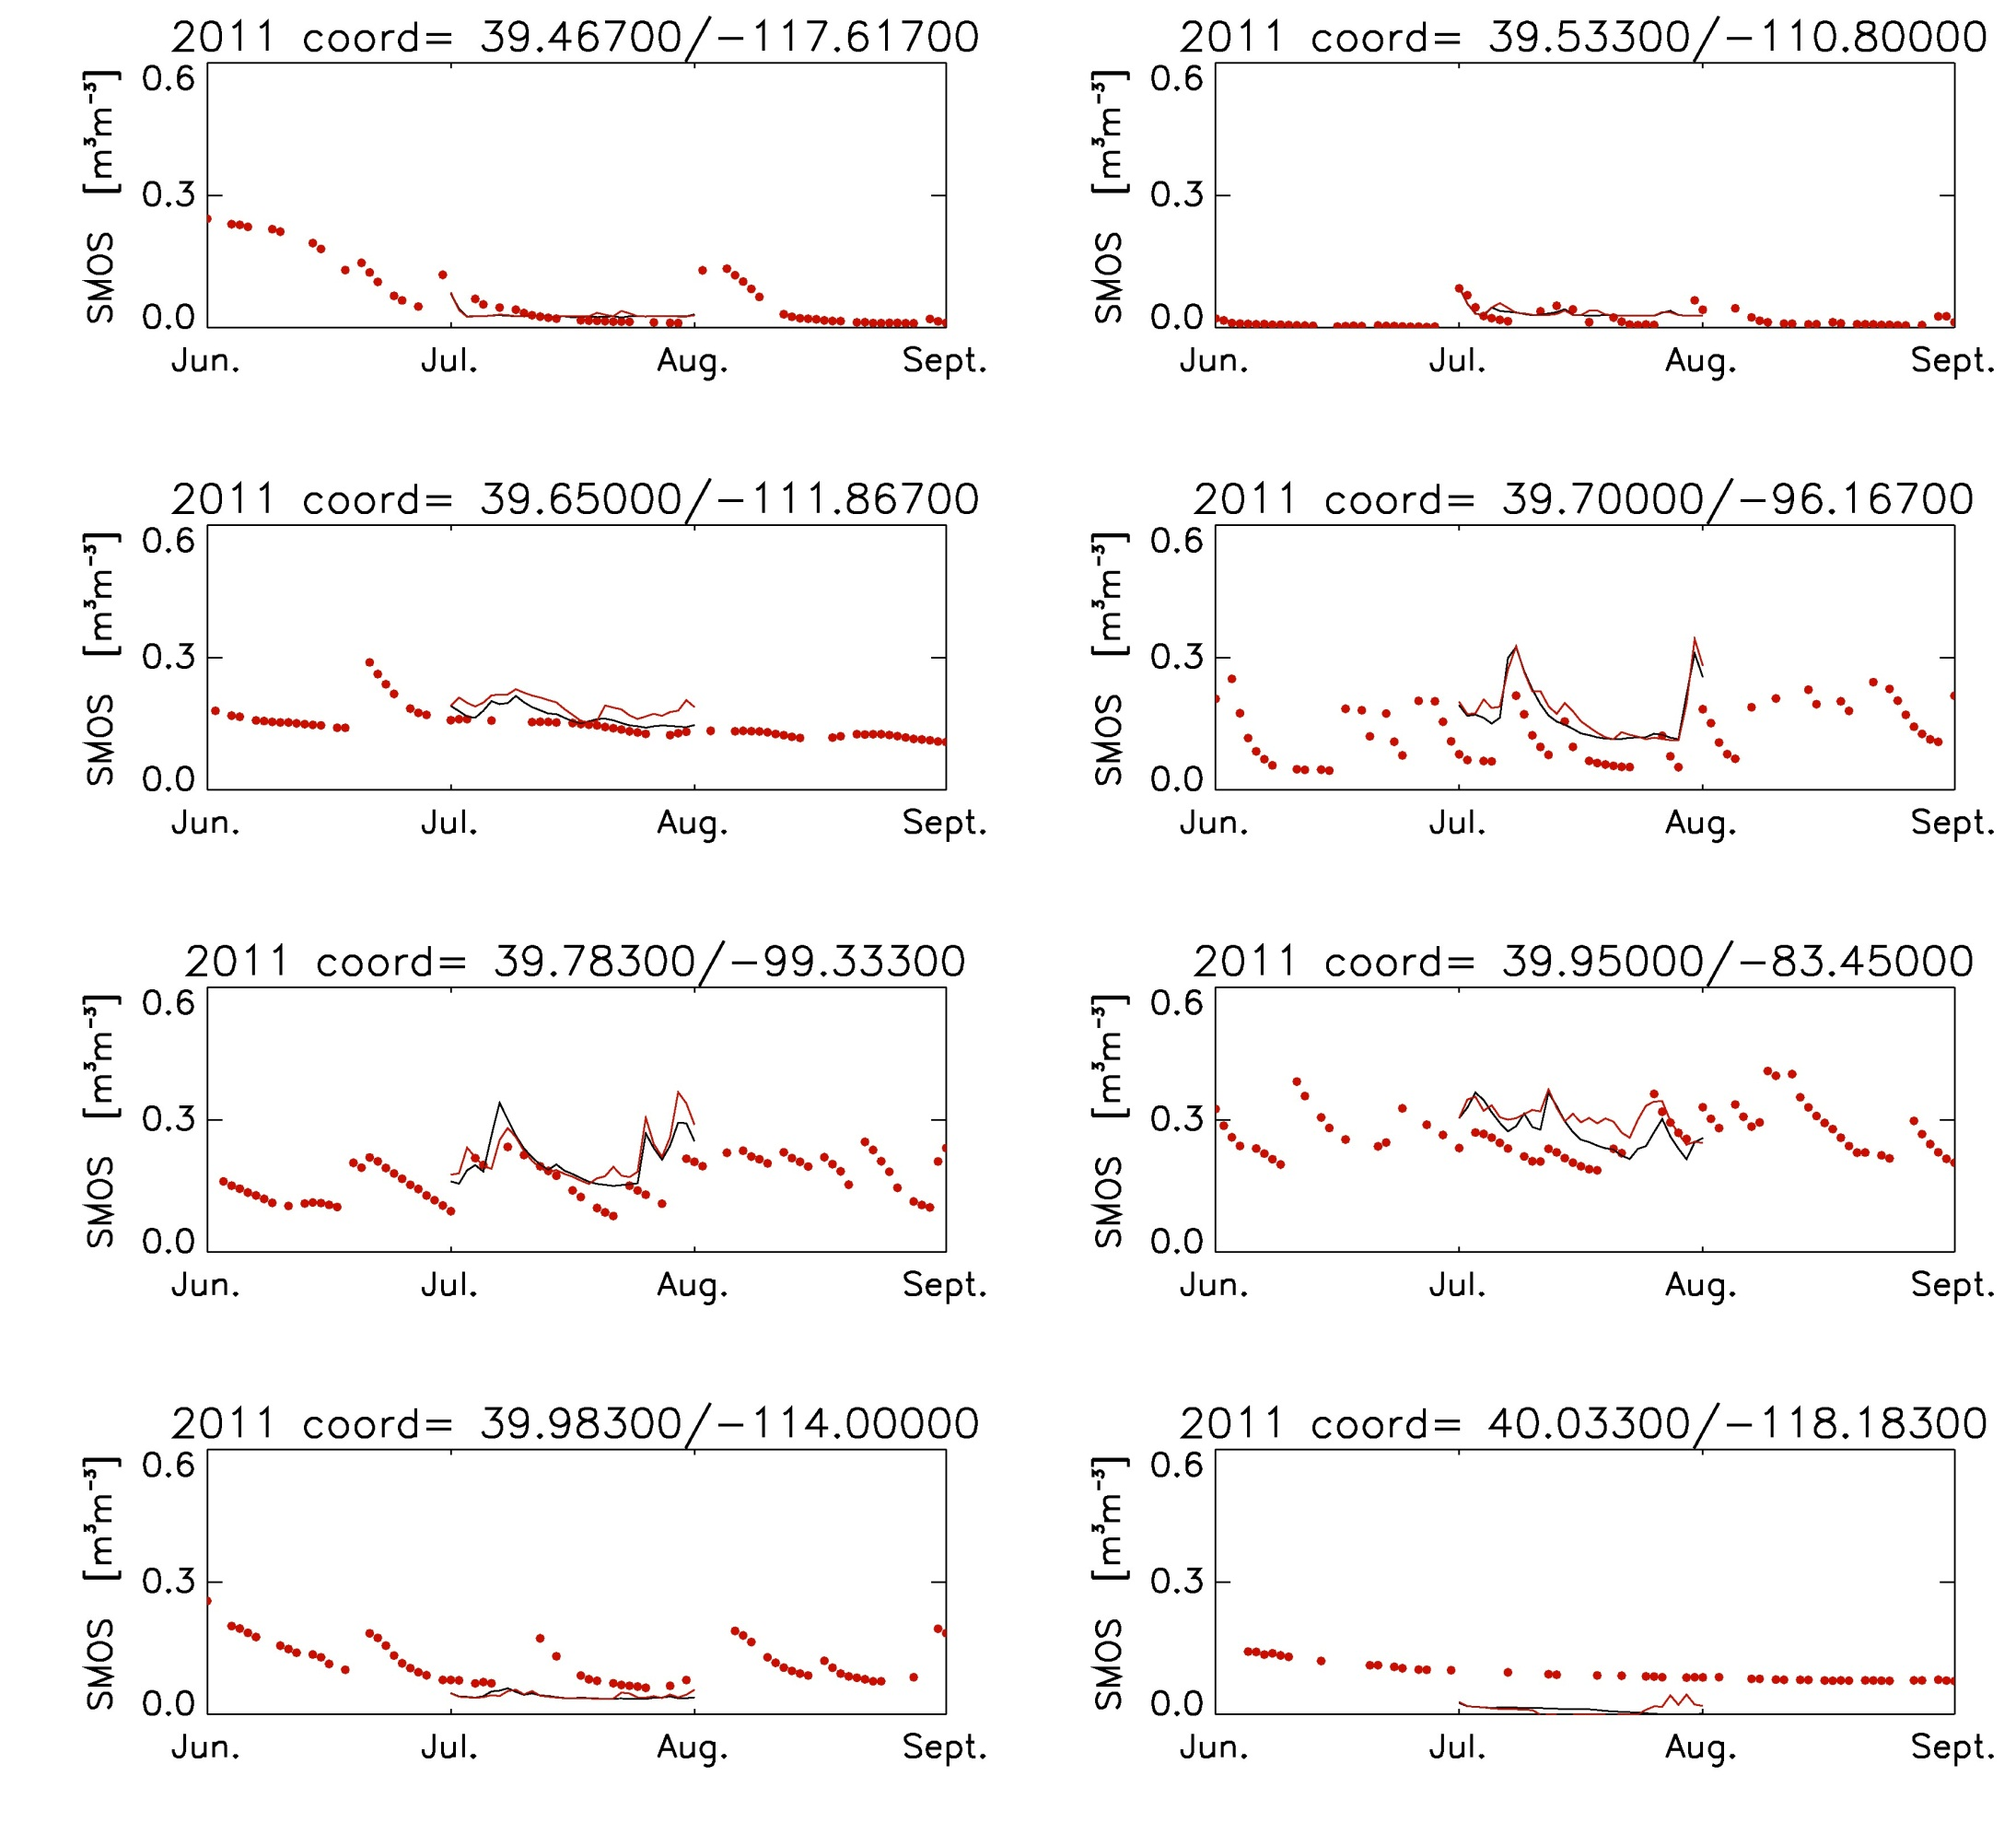 2011 coord= 39.46700/-117.61700
SMOS [m³m⁻³]
0.6
0.3
0.0
Jun. Jul. Aug. Sept.
2011 coord= 39.53300/-110.80000
SMOS [m³m⁻³]
0.6
0.3
0.0
Jun. Jul. Aug. Sept.
2011 coord= 39.65000/-111.86700
SMOS [m³m⁻³]
0.6
0.3
0.0
Jun. Jul. Aug. Sept.
2011 coord= 39.70000/-96.16700
SMOS [m³m⁻³]
0.6
0.3
0.0
Jun. Jul. Aug. Sept.
2011 coord= 39.78300/-99.33300
SMOS [m³m⁻³]
0.6
0.3
0.0
Jun. Jul. Aug. Sept.
2011 coord= 39.95000/-83.45000
SMOS [m³m⁻³]
0.6
0.3
0.0
Jun. Jul. Aug. Sept.
2011 coord= 39.98300/-114.00000
SMOS [m³m⁻³]
0.6
0.3
0.0
Jun. Jul. Aug. Sept.
2011 coord= 40.03300/-118.18300
SMOS [m³m⁻³]
0.6
0.3
0.0
Jun. Jul. Aug. Sept.